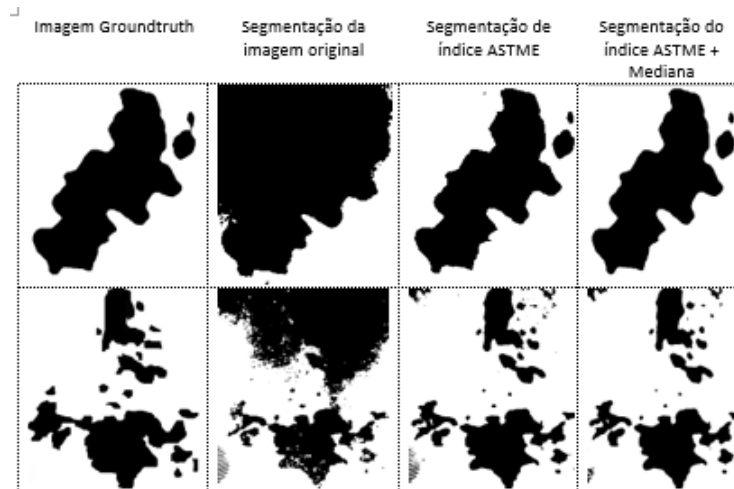 Imagem Groundtruth
Segmentação da
imagem original
Segmentação de
índice ASTME
Segmentação do
índice ASTME +
Mediana